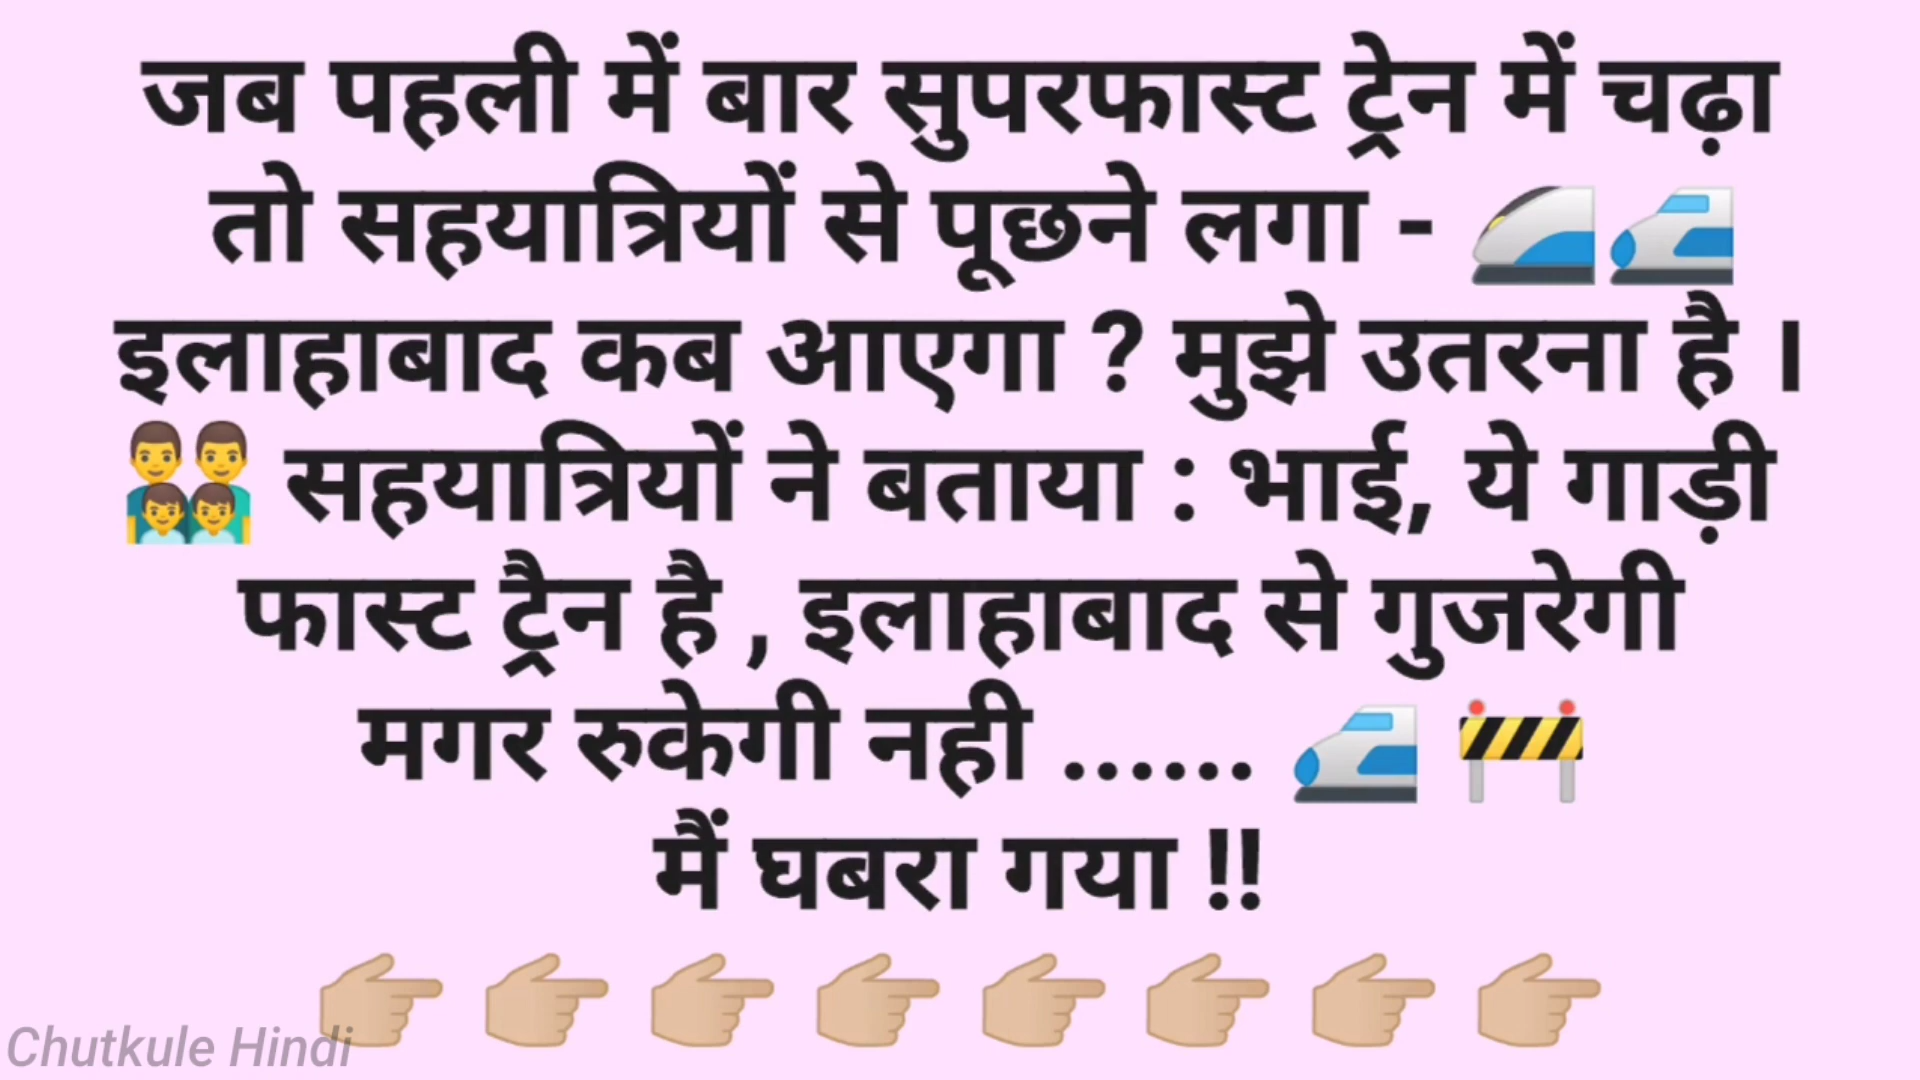 जब पहली में बार सुपरफास्ट ट्रेन में चढ़ा
तो सहयात्रियों से पूछने लगा - 🚄🚅
इलाहाबाद कब आएगा ? मुझे उतरना है ।
👨‍👨‍👦‍👦 सहयात्रियों ने बताया : भाई, ये गाड़ी
फास्ट ट्रैन है , इलाहाबाद से गुजरेगी
मगर रुकेगी नही ...... 🚅 🚧
मैं घबरा गया !!
👉🏼 👉🏼 👉🏼 👉🏼 👉🏼 👉🏼 👉🏼 👉🏼
Chutkule Hindi